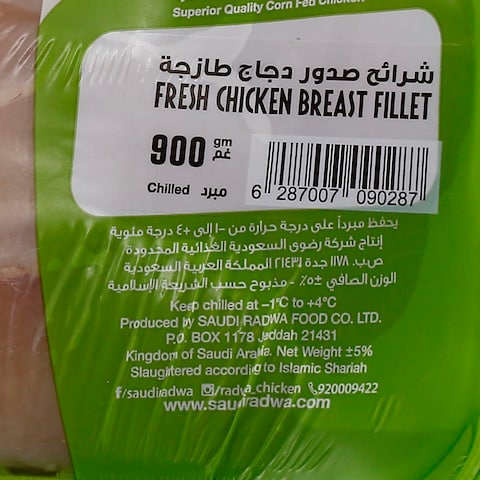 Superior Quality Corn Fed Chicken
شرائح صدور دجاج طازجة
FRESH CHICKEN BREAST FILLET
900 gm غم
Chilled مبرد
6 287007 090287
يحفظ مبرداً على درجة حرارة من -١ إلى +٤ درجة مئوية
إنتاج شركة رضوى السعودية الغذائية المحدودة
ص.ب. ١١٧٨ جدة ٢١٤٣١ المملكة العربية السعودية
الوزن الصافي ±٥٪ - مذبوح حسب الشريعة الإسلامية
Keep chilled at –1°C to +4°C
Produced by SAUDI RADWA FOOD CO. LTD.
P.O. BOX 1178 Jeddah 21431
Kingdom of Saudi Arabia. Net Weight ±5%
Slaughtered according to Islamic Shariah
f/saudiradwa /radwa_chicken 920009422
www.saudiradwa.com